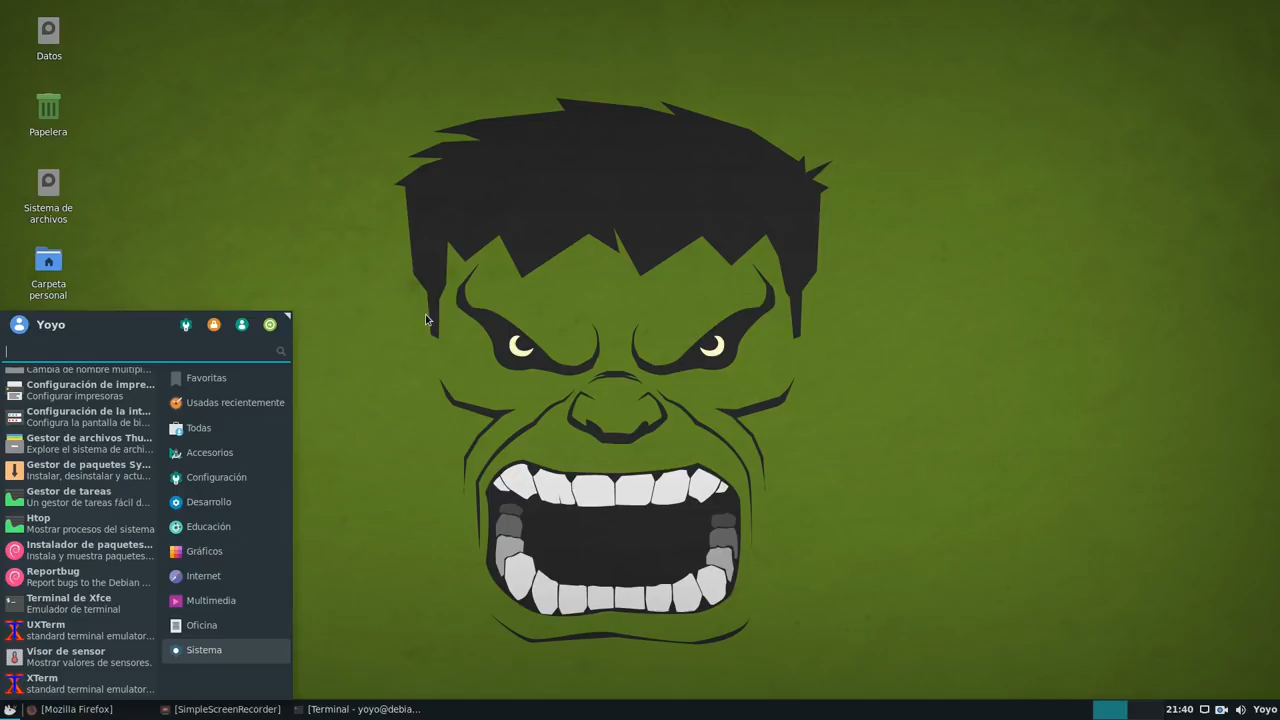 Datos
Papelera
Sistema de
archivos
Carpeta
personal
Yoyo
Cambia de nombre múltipl...
Configuración de impre...
Configurar impresoras
Configuración de la int...
Configura la pantalla de bi...
Gestor de archivos Thu...
Explore el sistema de archi...
Gestor de paquetes Sy...
Instalar, desinstalar y actu...
Gestor de tareas
Un gestor de tareas fácil d...
Htop
Mostrar procesos del sistema
Instalador de paquetes...
Instala y muestra paquetes...
Reportbug
Report bugs to the Debian ...
Terminal de Xfce
Emulador de terminal
UXTerm
standard terminal emulator...
Visor de sensores
Mostrar valores de sensores.
XTerm
standard terminal emulator...
Favoritas
Usadas recientemente
Todas
Accesorios
Configuración
Desarrollo
Educación
Gráficos
Internet
Multimedia
Oficina
Sistema
[Mozilla Firefox]
[SimpleScreenRecorder]
[Terminal - yoyo@debia...
21:40
Yoyo